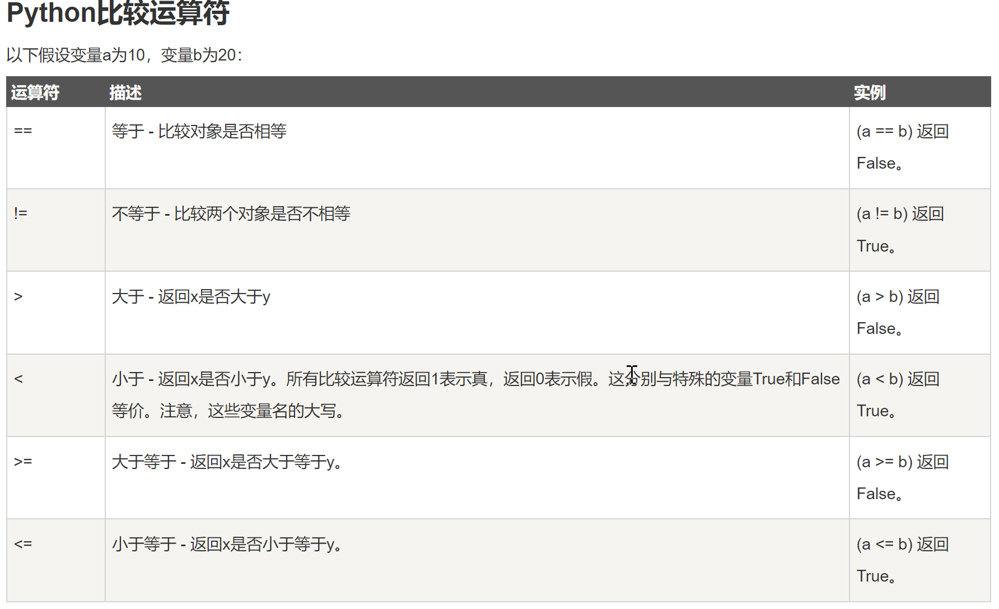 Python比较运算符
以下假设变量a为10，变量b为20：
运算符 描述 实例
== 等于 - 比较对象是否相等 (a == b) 返回
False。
!= 不等于 - 比较两个对象是否不相等 (a != b) 返回
True。
> 大于 - 返回x是否大于y (a > b) 返回
False。
< 小于 - 返回x是否小于y。所有比较运算符返回1表示真，返回0表示假。这分别与特殊的变量True和False (a < b) 返回
等价。注意，这些变量名的大写。 True。
>= 大于等于 - 返回x是否大于等于y。 (a >= b) 返回
False。
<= 小于等于 - 返回x是否小于等于y。 (a <= b) 返回
True。